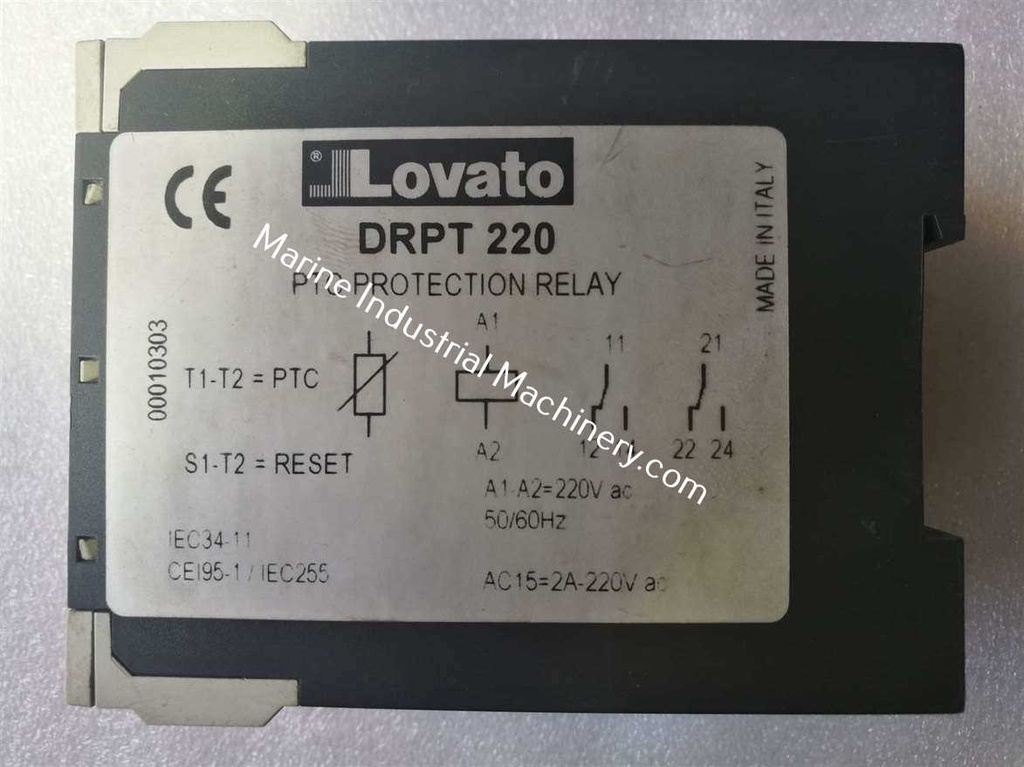 CE
® Lovato
DRPT 220
PTC PROTECTION RELAY
MADE IN ITALY
00010303
T1-T2 = PTC
S1-T2 = RESET
IEC34-11
CEI95-1 / IEC255
A1
A2
11
12
21
22 24
A1-A2=220V ac
50/60Hz
AC15=2A-220V ac
Marine Industrial Machinery.com